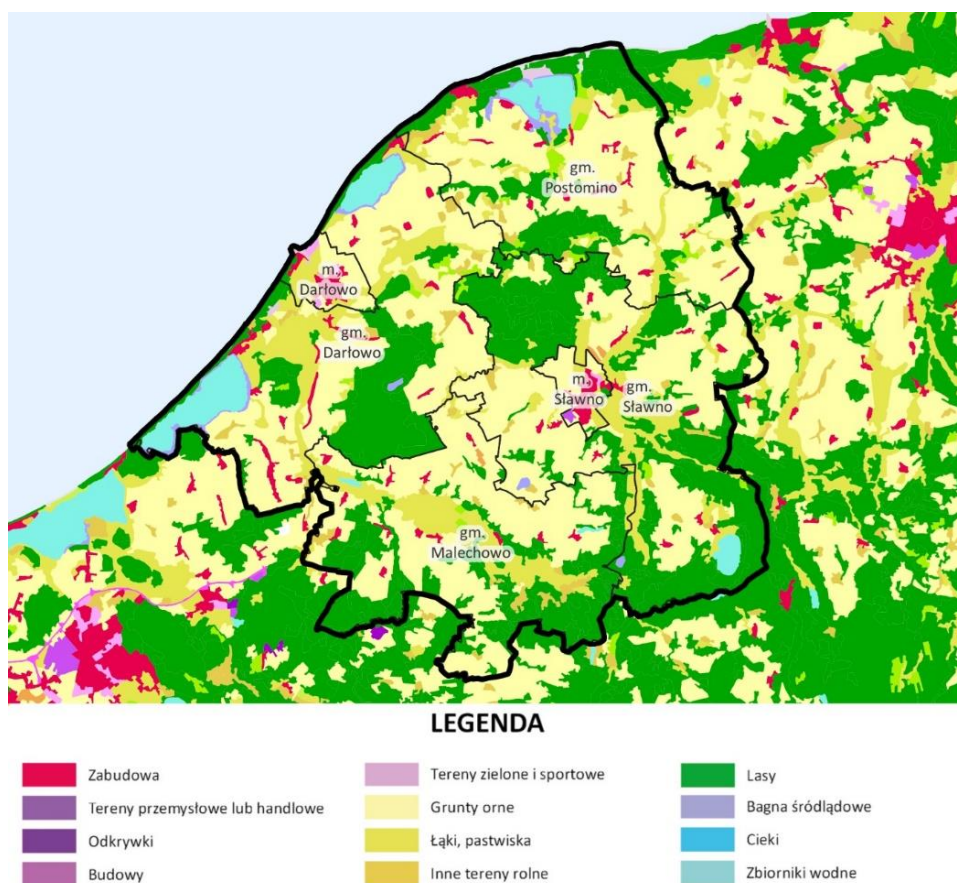 gm.
Postomino
m.
Darłowo
gm.
Darłowo
m.
Sławno
gm.
Sławno
gm.
Malechowo
LEGENDA
Zabudowa
Tereny przemysłowe lub handlowe
Odkrywki
Budowy
Tereny zielone i sportowe
Grunty orne
Łąki, pastwiska
Inne tereny rolne
Lasy
Bagna śródlądowe
Cieki
Zbiorniki wodne